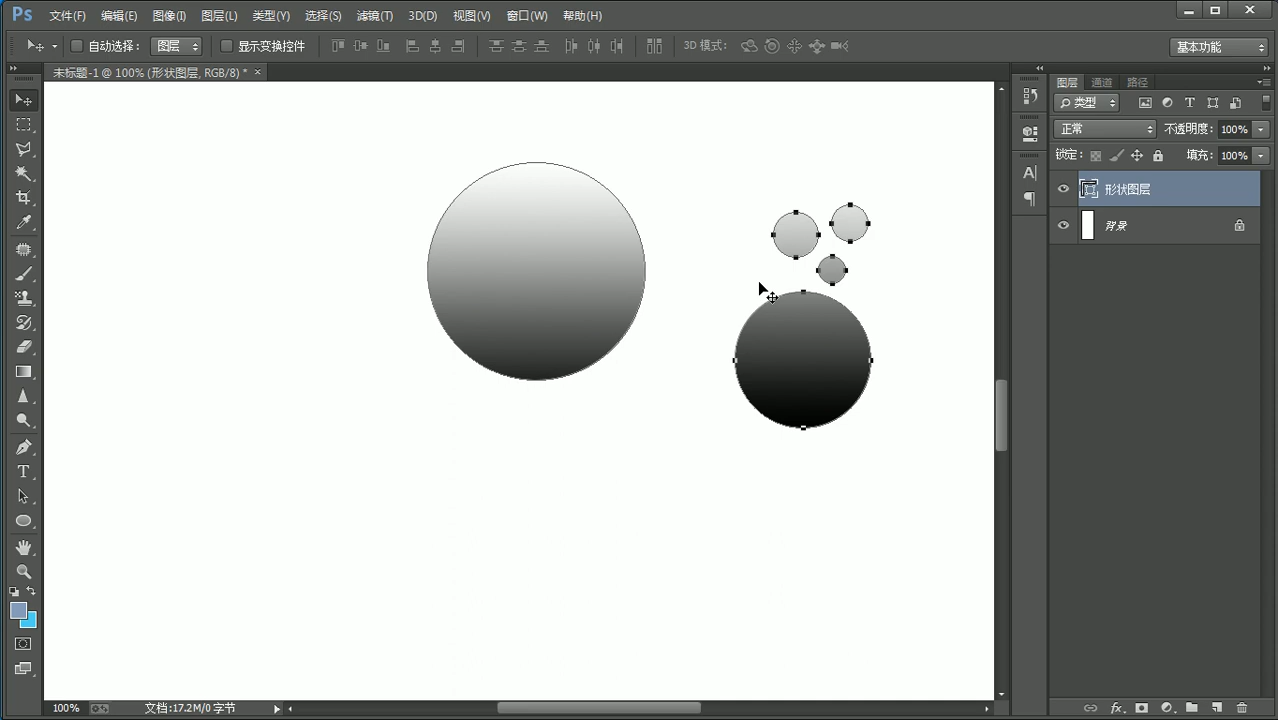 Ps 文件(F) 编辑(E) 图像(I) 图层(L) 类型(Y) 选择(S) 滤镜(T) 3D(D) 视图(V) 窗口(W) 帮助(H)
自动选择: 图层 显示变换控件 3D 模式: 基本功能
未标题-1 @ 100% (形状图层, RGB/8) * ×
图层 通道 路径
类型 T
正常 不透明度: 100%
锁定: 填充: 100%
形状图层
背景
A|
T
100% 文档:17.2M/0 字节
fx